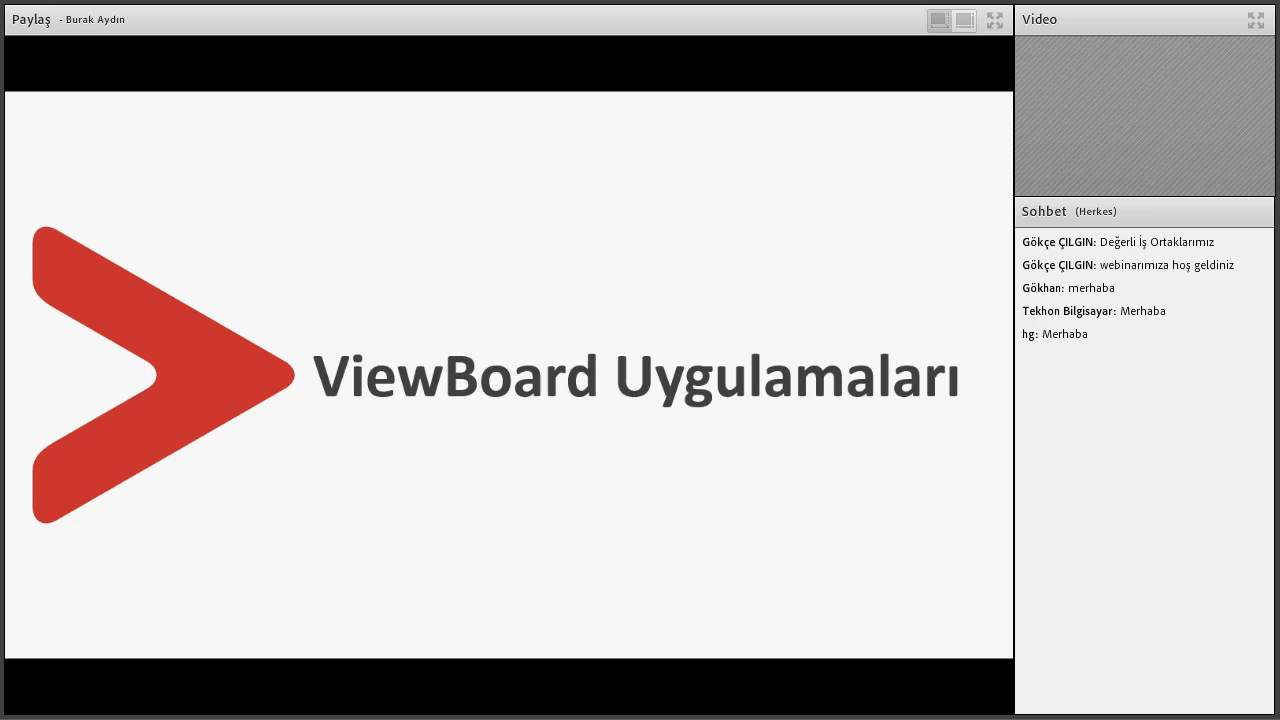 Paylaş - Burak Aydın
ViewBoard Uygulamaları
Video
Sohbet (Herkes)
Gökçe ÇILGIN: Değerli İş Ortaklarımız
Gökçe ÇILGIN: webinarımıza hoş geldiniz
Gökhan: merhaba
Tekhon Bilgisayar: Merhaba
hg: Merhaba